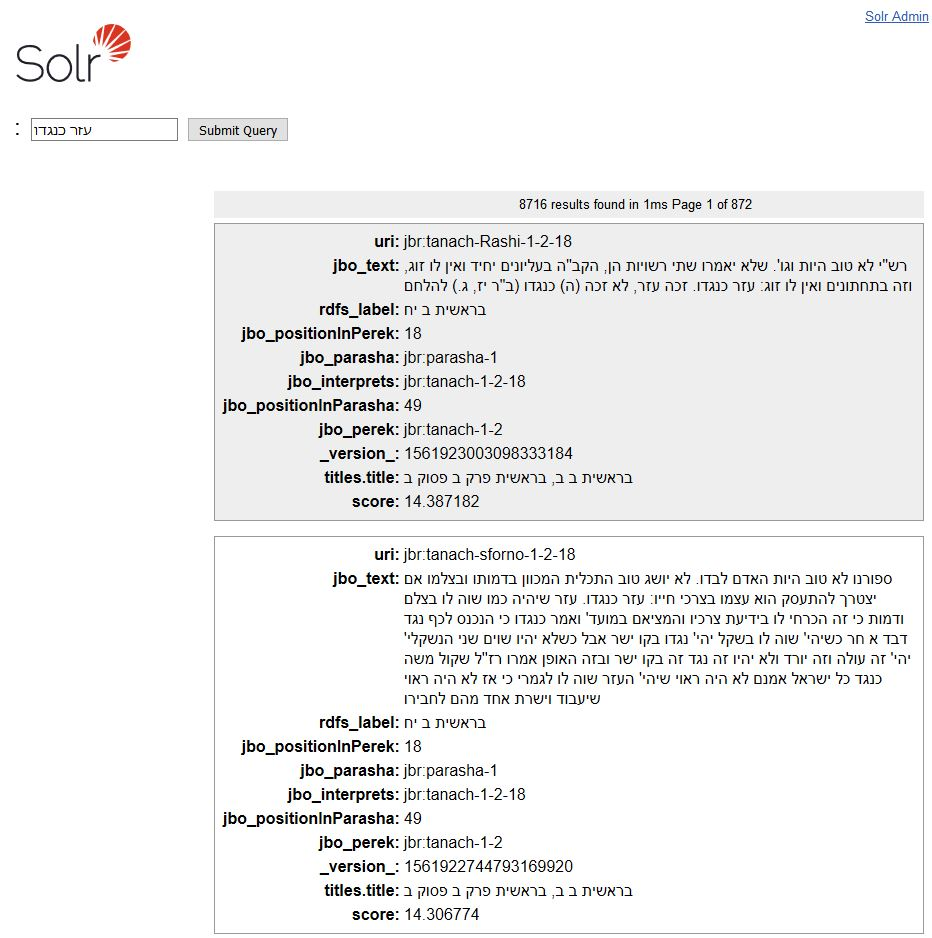 Solr Admin
Solr
: עזר כנגדו Submit Query
8716 results found in 1ms Page 1 of 872
uri: jbr:tanach-Rashi-1-2-18
jbo_text: רש"י לא טוב היות וגו'. שלא יאמרו שתי רשויות הן, הקב"ה בעליונים יחיד ואין לו זוג,
וזה בתחתונים ואין לו זוג: עזר כנגדו. זכה עזר, לא זכה (ה) כנגדו (ב"ר יז, ג.) להלחם
rdfs_label: בראשית ב יח
jbo_positionInPerek: 18
jbo_parasha: jbr:parasha-1
jbo_interprets: jbr:tanach-1-2-18
jbo_positionInParasha: 49
jbo_perek: jbr:tanach-1-2
_version_: 1561923003098333184
titles.title: בראשית ב ב, בראשית פרק ב פסוק ב
score: 14.387182
uri: jbr:tanach-sforno-1-2-18
jbo_text: ספורנו לא טוב היות האדם לבדו. לא יושג טוב התכלית המכוון בדמותו ובצלמו אם
יצטרך להתעסק הוא עצמו בצרכי חייו: עזר כנגדו. עזר שיהיה כמו שוה לו בצלם
ודמות כי זה הכרחי לו בידיעת צרכיו והמציאם במועד' ואמר כנגדו כי הנכנס לכף נגד
דבד א חר כשיהי' שוה לו בשקל יהי' נגדו בקו ישר אבל כשלא יהיו שוים שני הנשקלי'
יהי' זה עולה וזה יורד ולא יהיו זה נגד זה בקו ישר ובזה האופן אמרו רז"ל שקול משה
כנגד כל ישראל אמנם לא היה ראוי שיהי' העזר שוה לו לגמרי כי אז לא היה ראוי
שיעבוד וישרת אחד מהם לחבירו
rdfs_label: בראשית ב יח
jbo_positionInPerek: 18
jbo_parasha: jbr:parasha-1
jbo_interprets: jbr:tanach-1-2-18
jbo_positionInParasha: 49
jbo_perek: jbr:tanach-1-2
_version_: 1561922744793169920
titles.title: בראשית ב ב, בראשית פרק ב פסוק ב
score: 14.306774